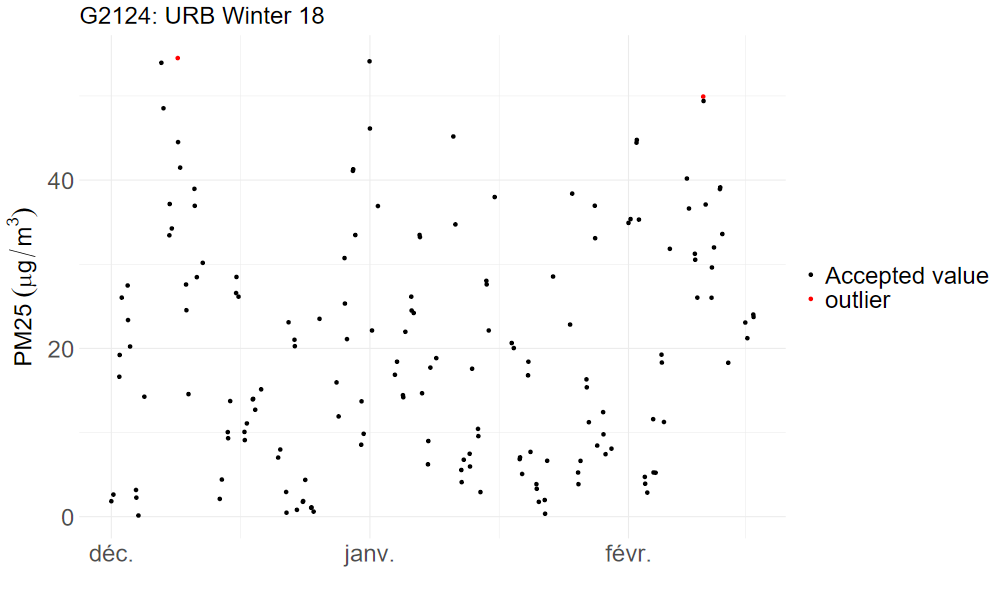 G2124: URB Winter 18
PM25 (μg/m³)
40
20
0
déc.
janv.
févr.
Accepted value
outlier